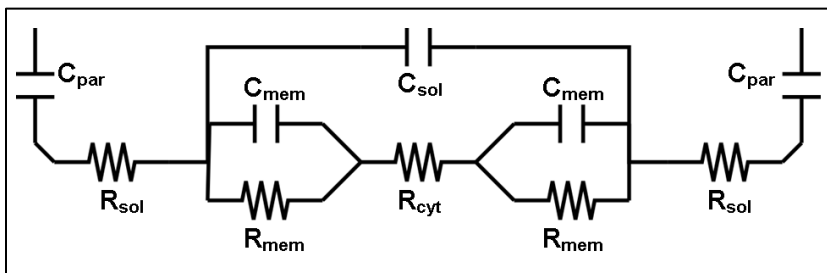 C_par
C_mem
C_sol
C_mem
C_par
R_sol
R_mem
R_cyt
R_mem
R_sol